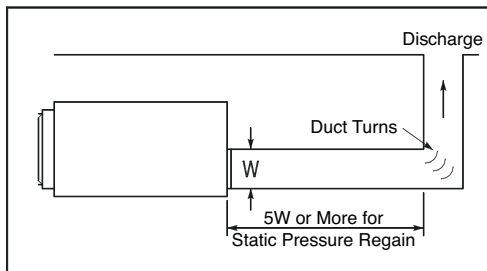 Discharge
Duct Turns
W
5W or More for
Static Pressure Regain